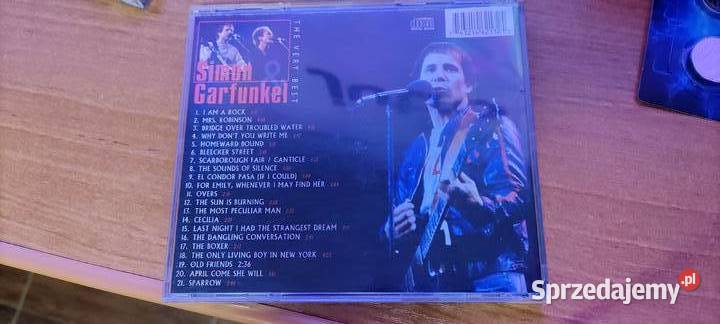 THE VERY BEST
Simon &
Garfunkel
1. I AM A ROCK
2. MRS. ROBINSON
3. BRIDGE OVER TROUBLED WATER
4. WHY DON'T YOU WRITE ME
5. HOMEWARD BOUND
6. BLEECKER STREET
7. SCARBOROUGH FAIR / CANTICLE
8. THE SOUNDS OF SILENCE
9. EL CONDOR PASA (IF I COULD)
10. FOR EMILY, WHENEVER I MAY FIND HER
11. OVERS
12. THE SUN IS BURNING
13. THE MOST PECULIAR MAN
14. CECILIA
15. LAST NIGHT I HAD THE STRANGEST DREAM
16. THE DANGLING CONVERSATION
17. THE BOXER
18. THE ONLY LIVING BOY IN NEW YORK
19. OLD FRIENDS 2:36
20. APRIL COME SHE WILL
21. SPARROW
Sprzedajemy.pl